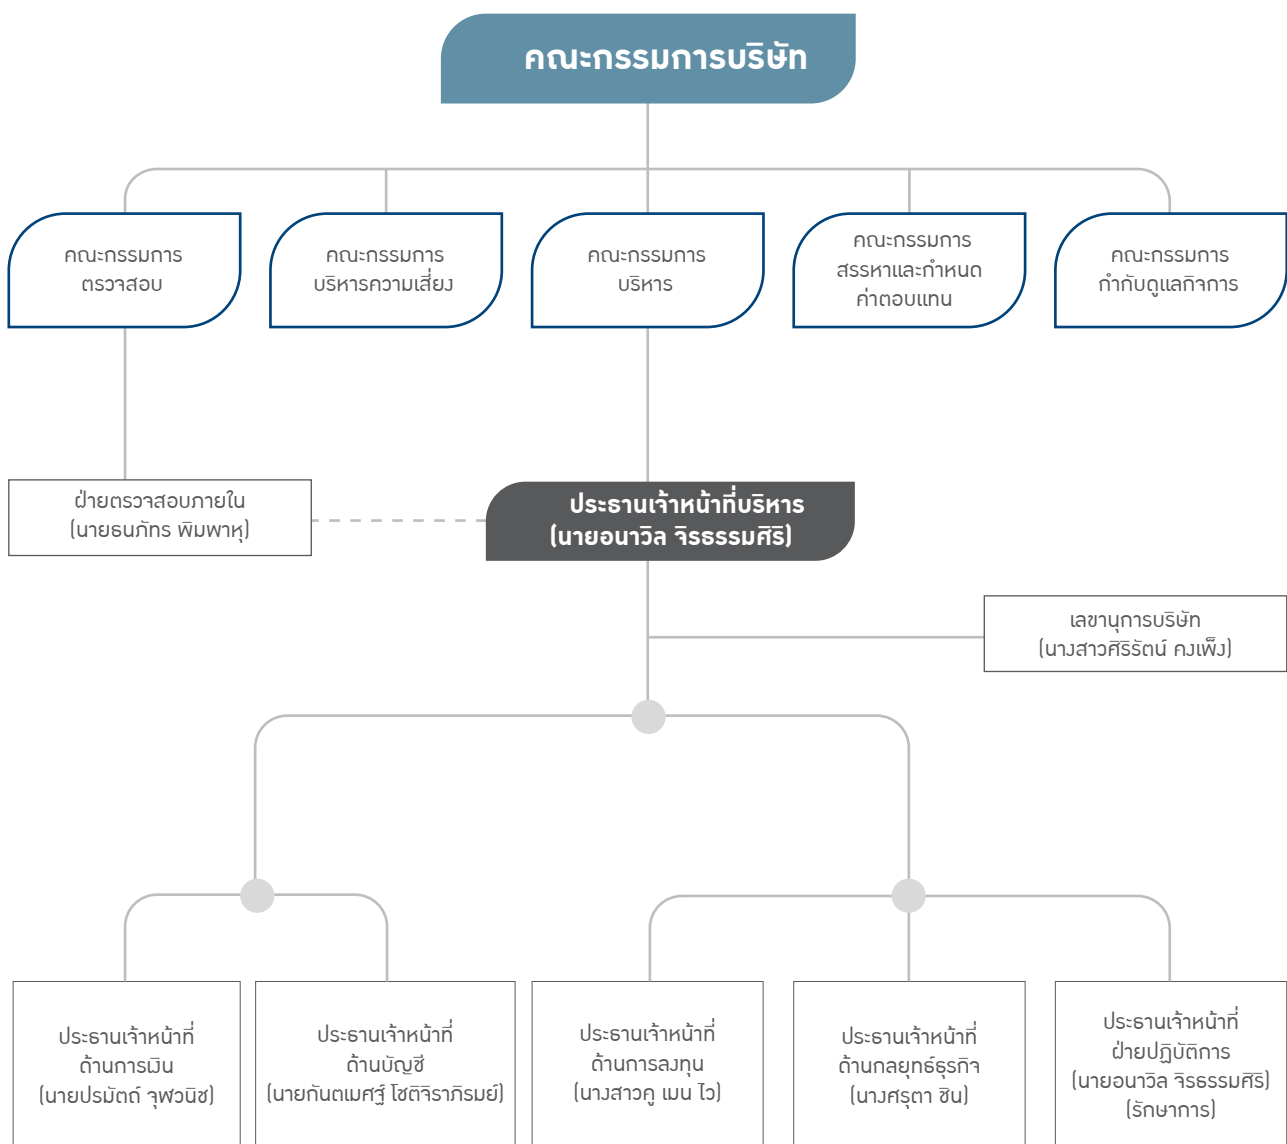 คณะกรรมการบริษัท
คณะกรรมการ
ตรวจสอบ
คณะกรรมการ
บริหารความเสี่ยง
คณะกรรมการ
บริหาร
คณะกรรมการ
สรรหาและกำหนด
ค่าตอบแทน
คณะกรรมการ
กำกับดูแลกิจการ
ฝ่ายตรวจสอบภายใน
(นายธนภัทร พิมพาหุ)
ประธานเจ้าหน้าที่บริหาร
(นายอนาวิล จิรธรรมศิริ)
เลขานุการบริษัท
(นางสาวศิริรัตน์ คงเพ็ง)
ประธานเจ้าหน้าที่
ด้านการเงิน
(นายปรมัตถ์ จุฬวนิช)
ประธานเจ้าหน้าที่
ด้านบัญชี
(นายกันตเมศฐ์ โชติจิราภิรมย์)
ประธานเจ้าหน้าที่
ด้านการลงทุน
(นางสาวคู เมน ไว)
ประธานเจ้าหน้าที่
ด้านกลยุทธ์ธุรกิจ
(นางศรุตา ชิน)
ประธานเจ้าหน้าที่
ฝ่ายปฏิบัติการ
(นายอนาวิล จิรธรรมศิริ)
(รักษาการ)